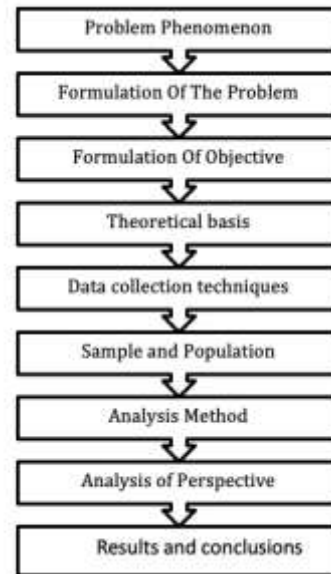 Problem Phenomenon
Formulation Of The Problem
Formulation Of Objective
Theoretical basis
Data collection techniques
Sample and Population
Analysis Method
Analysis of Perspective
Results and conclusions